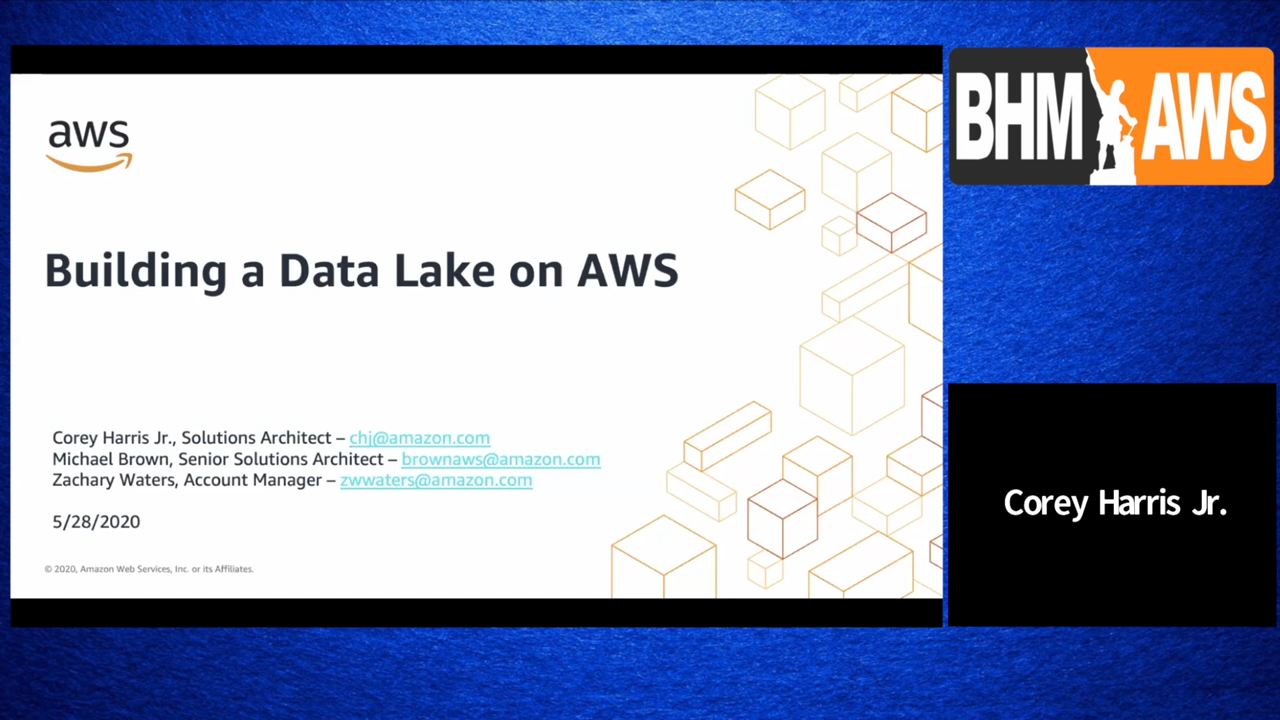 aws
Building a Data Lake on AWS
Corey Harris Jr., Solutions Architect – chj@amazon.com
Michael Brown, Senior Solutions Architect – brownaws@amazon.com
Zachary Waters, Account Manager – zwwaters@amazon.com
5/28/2020
© 2020, Amazon Web Services, Inc. or its Affiliates.
BHM AWS
Corey Harris Jr.